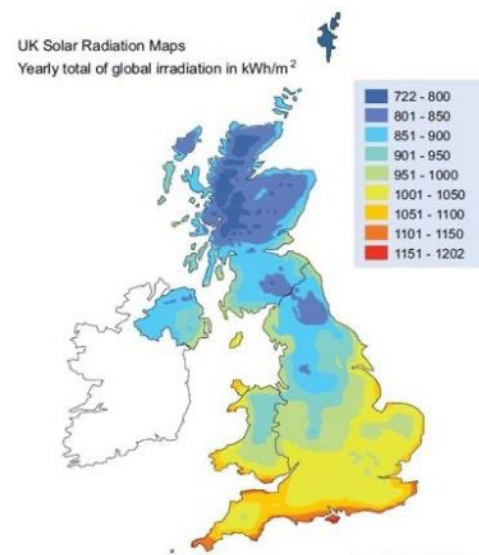 UK Solar Radiation Maps
Yearly total of global irradiation in kWh/m²
722 - 800
801 - 850
851 - 900
901 - 950
951 - 1000
1001 - 1050
1051 - 1100
1101 - 1150
1151 - 1202